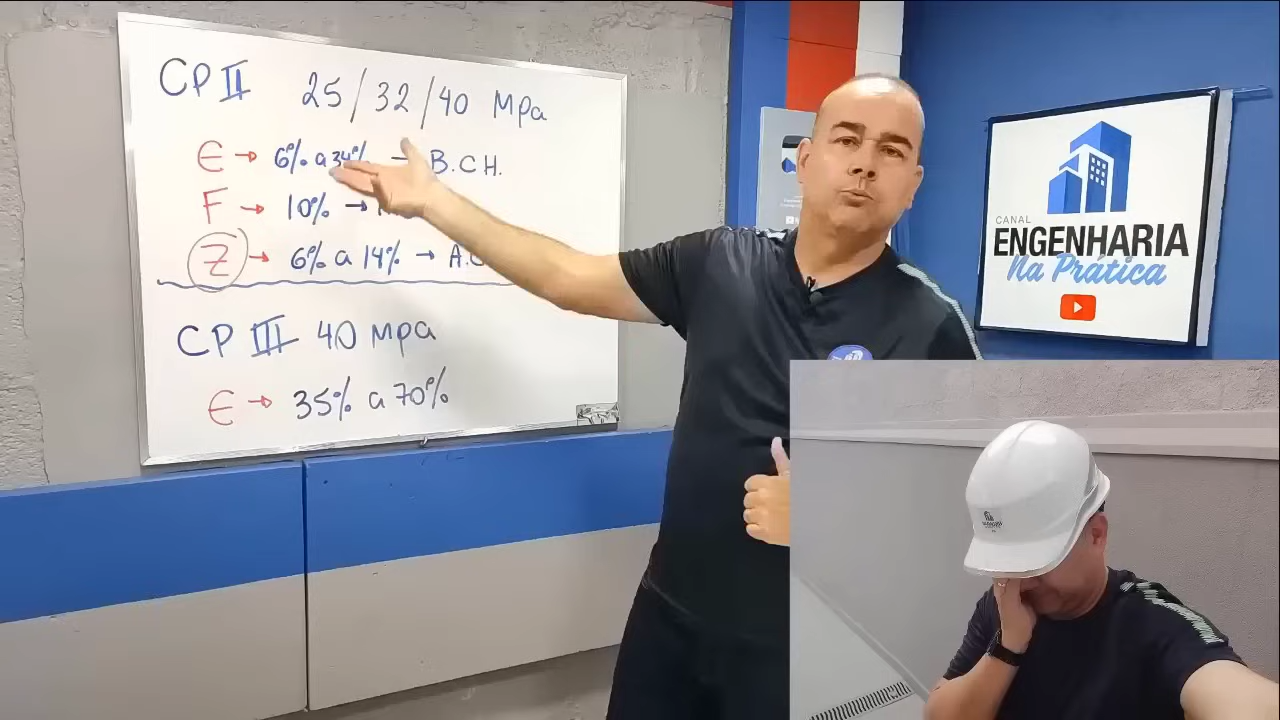 CP II 25/32/40 Mpa
E → 6% a 34% → B.C.H.
F → 10% →
Z → 6% a 14% → A.C
CP III 40 Mpa
E → 35% a 70%
CANAL
ENGENHARIA
Na Prática